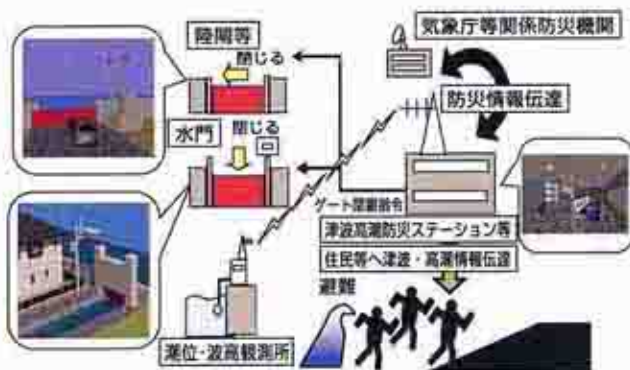 陸閘等
閉じる
水門
閉じる
気象庁等関係防災機関
防災情報伝達
ゲート開閉指令
津波高潮防災ステーション等
住民等へ津波・高潮情報伝達
避難
潮位・波高観測所